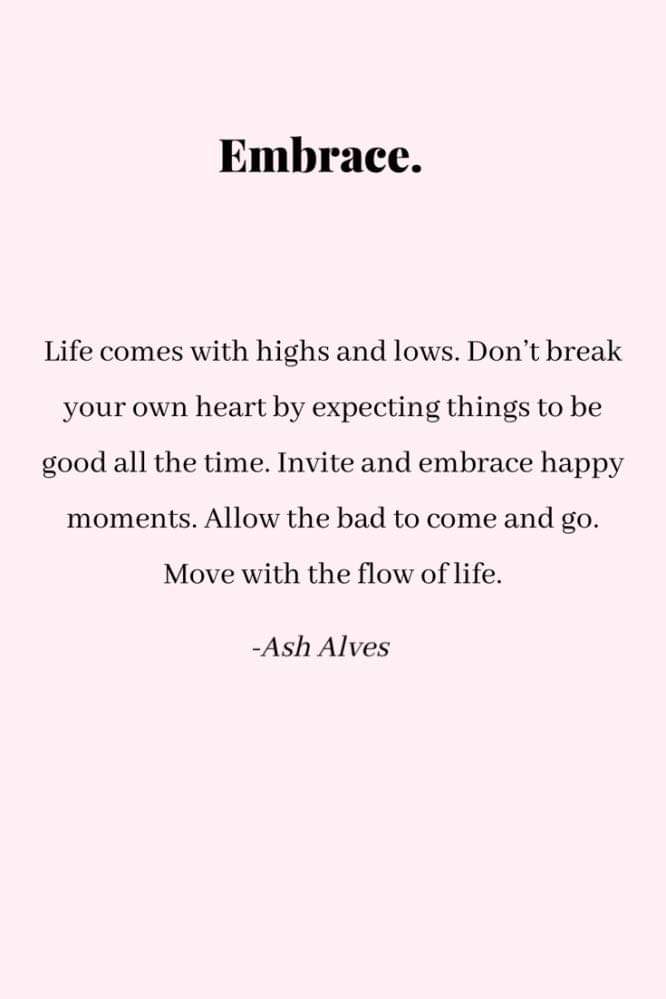 Embrace.
Life comes with highs and lows. Don’t break
your own heart by expecting things to be
good all the time. Invite and embrace happy
moments. Allow the bad to come and go.
Move with the flow of life.
-Ash Alves